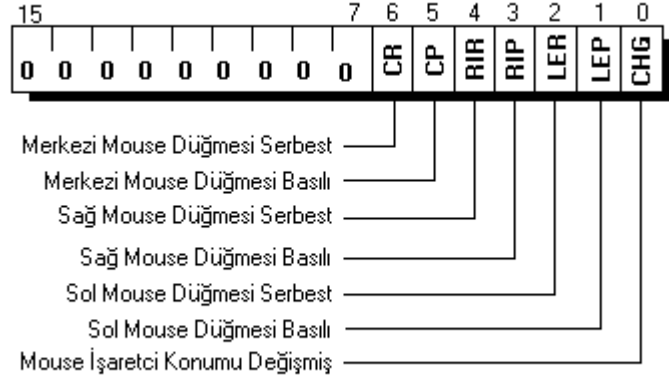 15 7 6 5 4 3 2 1 0
0 0 0 0 0 0 0 0 0 CR CP RIR RIP LER LEP CHG
Merkezi Mouse Düğmesi Serbest
Merkezi Mouse Düğmesi Basılı
Sağ Mouse Düğmesi Serbest
Sağ Mouse Düğmesi Basılı
Sol Mouse Düğmesi Serbest
Sol Mouse Düğmesi Basılı
Mouse İşaretci Konumu Değişmiş